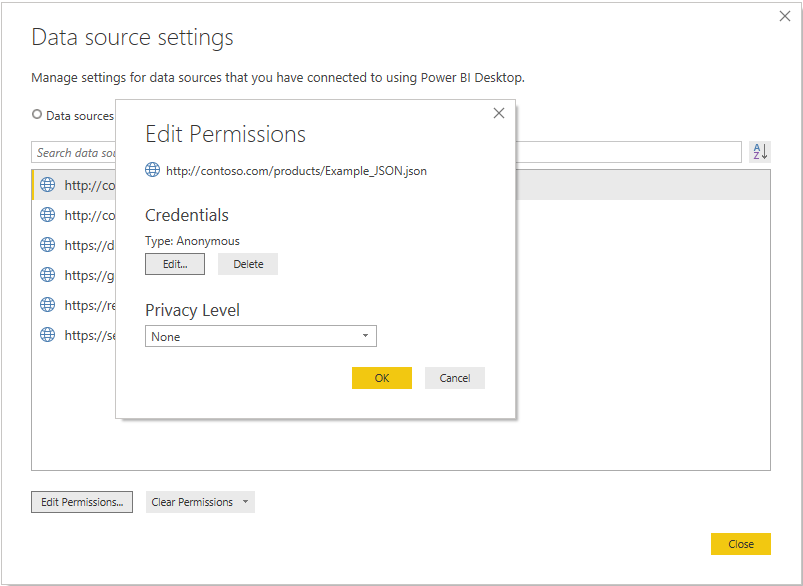 Data source settings
Manage settings for data sources that you have connected to using Power BI Desktop.
Data sources
Search data sou
http://co
http://co
https://d
https://g
https://re
https://se
Edit Permissions
http://contoso.com/products/Example_JSON.json
Credentials
Type: Anonymous
Edit... Delete
Privacy Level
None
OK Cancel
A
Z
Edit Permissions... Clear Permissions
Close